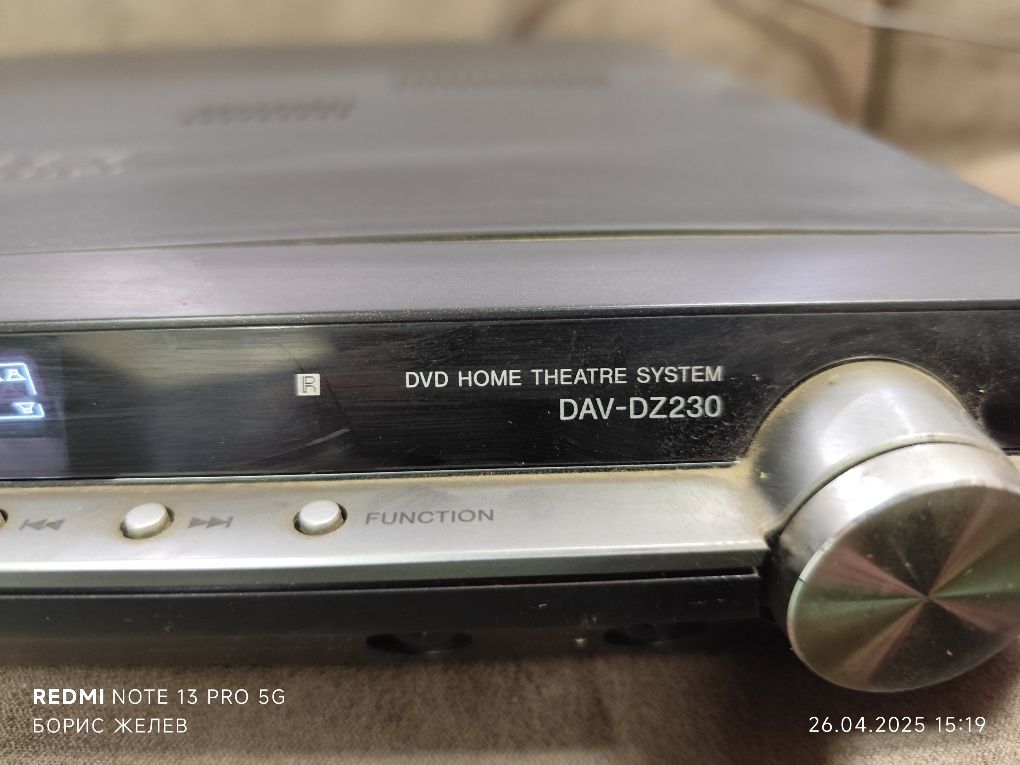 R
DVD HOME THEATRE SYSTEM
DAV-DZ230
FUNCTION
REDMI NOTE 13 PRO 5G
БОРИС ЖЕЛЕВ
26.04.2025 15:19